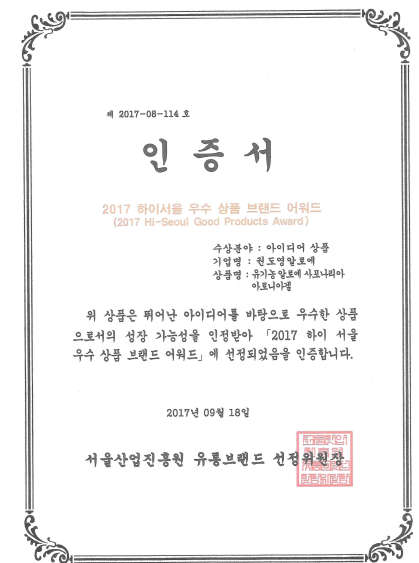 제 2017-08-114 호
인 증 서
2017 하이서울 우수 상품 브랜드 어워드
(2017 Hi-Seoul Good Products Award)
수상분야 : 아이디어 상품
기업명 : 권도영알로에
상품명 : 유기농알로에 사포나리아
아로니아겔
위 상품은 뛰어난 아이디어를 바탕으로 우수한 상품
으로서의 성장 가능성을 인정받아 「2017 하이 서울
우수 상품 브랜드 어워드」에 선정되었음을 인증합니다.
2017년 09월 18일
서울산업진흥원 유통브랜드 선정위원장